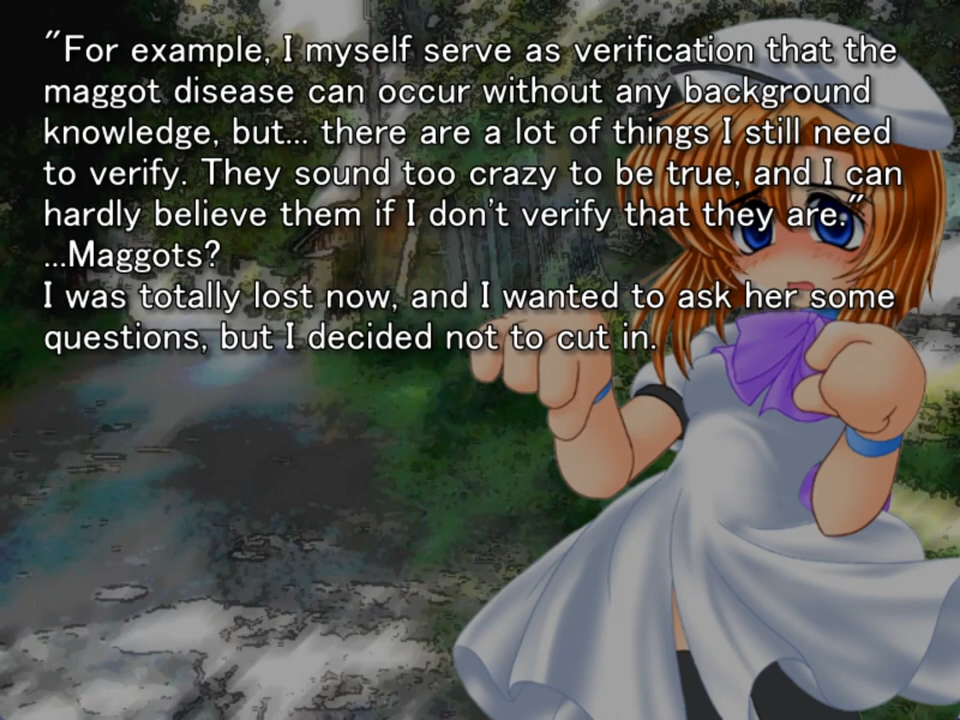 "For example, I myself serve as verification that the
maggot disease can occur without any background
knowledge, but... there are a lot of things I still need
to verify. They sound too crazy to be true, and I can
hardly believe them if I don't verify that they are."
...Maggots?
I was totally lost now, and I wanted to ask her some
questions, but I decided not to cut in.